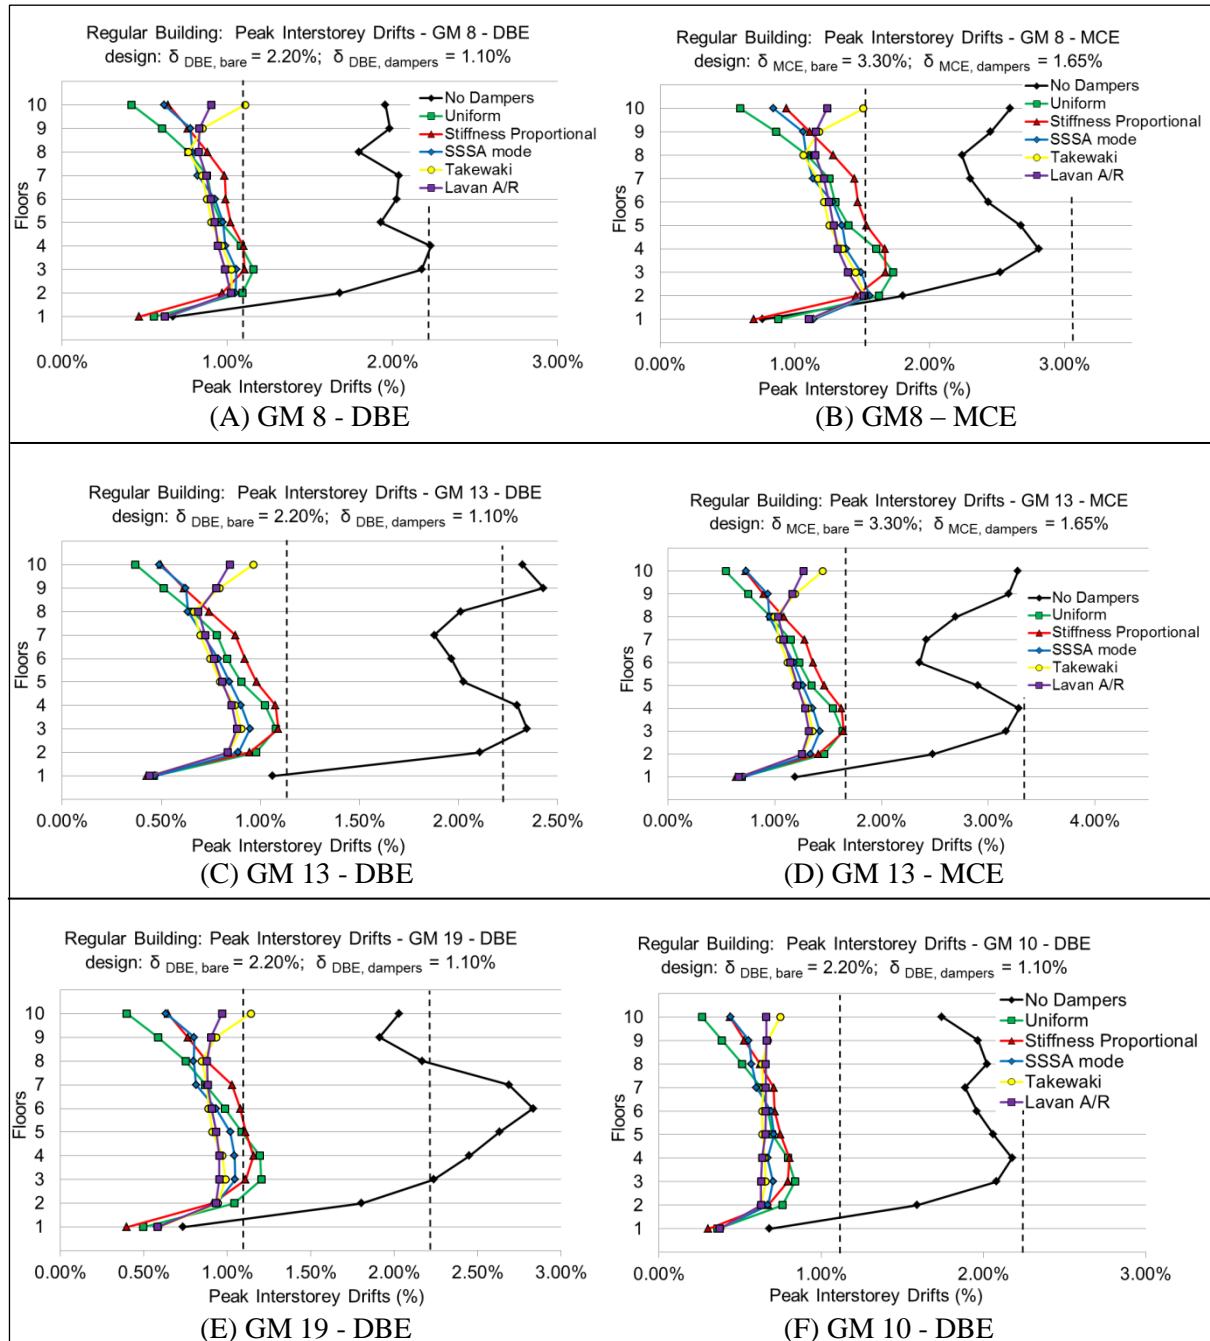 Regular Building: Peak Interstorey Drifts - GM 8 - DBE
design: δ DBE, bare = 2.20%; δ DBE, dampers = 1.10%
10
9
8
7
6
5
4
3
2
1
Floors
No Dampers
Uniform
Stiffness Proportional
SSSA mode
Takewaki
Lavan A/R
0.00% 1.00% 2.00% 3.00%
Peak Interstorey Drifts (%)
(A) GM 8 - DBE
Regular Building: Peak Interstorey Drifts - GM 8 - MCE
design: δ MCE, bare = 3.30%; δ MCE, dampers = 1.65%
10
9
8
7
6
5
4
3
2
1
Floors
No Dampers
Uniform
Stiffness Proportional
SSSA mode
Takewaki
Lavan A/R
0.00% 1.00% 2.00% 3.00%
Peak Interstorey Drifts (%)
(B) GM8 – MCE
Regular Building: Peak Interstorey Drifts - GM 13 - DBE
design: δ DBE, bare = 2.20%; δ DBE, dampers = 1.10%
10
9
8
7
6
5
4
3
2
1
Floors
0.00% 0.50% 1.00% 1.50% 2.00% 2.50%
Peak Interstorey Drifts (%)
(C) GM 13 - DBE
Regular Building: Peak Interstorey Drifts - GM 13 - MCE
design: δ MCE, bare = 3.30%; δ MCE, dampers = 1.65%
10
9
8
7
6
5
4
3
2
1
Floors
No Dampers
Uniform
Stiffness Proportional
SSSA mode
Takewaki
Lavan A/R
0.00% 1.00% 2.00% 3.00% 4.00%
Peak Interstorey Drifts (%)
(D) GM 13 - MCE
Regular Building: Peak Interstorey Drifts - GM 19 - DBE
design: δ DBE, bare = 2.20%; δ DBE, dampers = 1.10%
10
9
8
7
6
5
4
3
2
1
Floors
0.00% 0.50% 1.00% 1.50% 2.00% 2.50% 3.00%
Peak Interstorey Drifts (%)
(E) GM 19 - DBE
Regular Building: Peak Interstorey Drifts - GM 10 - DBE
design: δ DBE, bare = 2.20%; δ DBE, dampers = 1.10%
10
9
8
7
6
5
4
3
2
1
Floors
No Dampers
Uniform
Stiffness Proportional
SSSA mode
Takewaki
Lavan A/R
0.00% 1.00% 2.00% 3.00%
Peak Interstorey Drifts (%)
(F) GM 10 - DBE